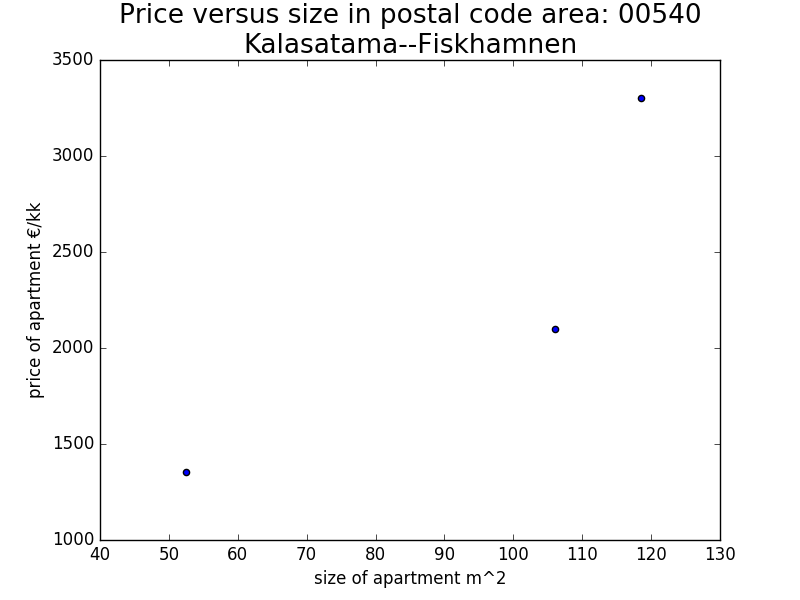 Price versus size in postal code area: 00540
Kalasatama--Fiskhamnen
3500
3000
2500
2000
1500
1000
price of apartment €/kk
40 50 60 70 80 90 100 110 120 130
size of apartment m^2